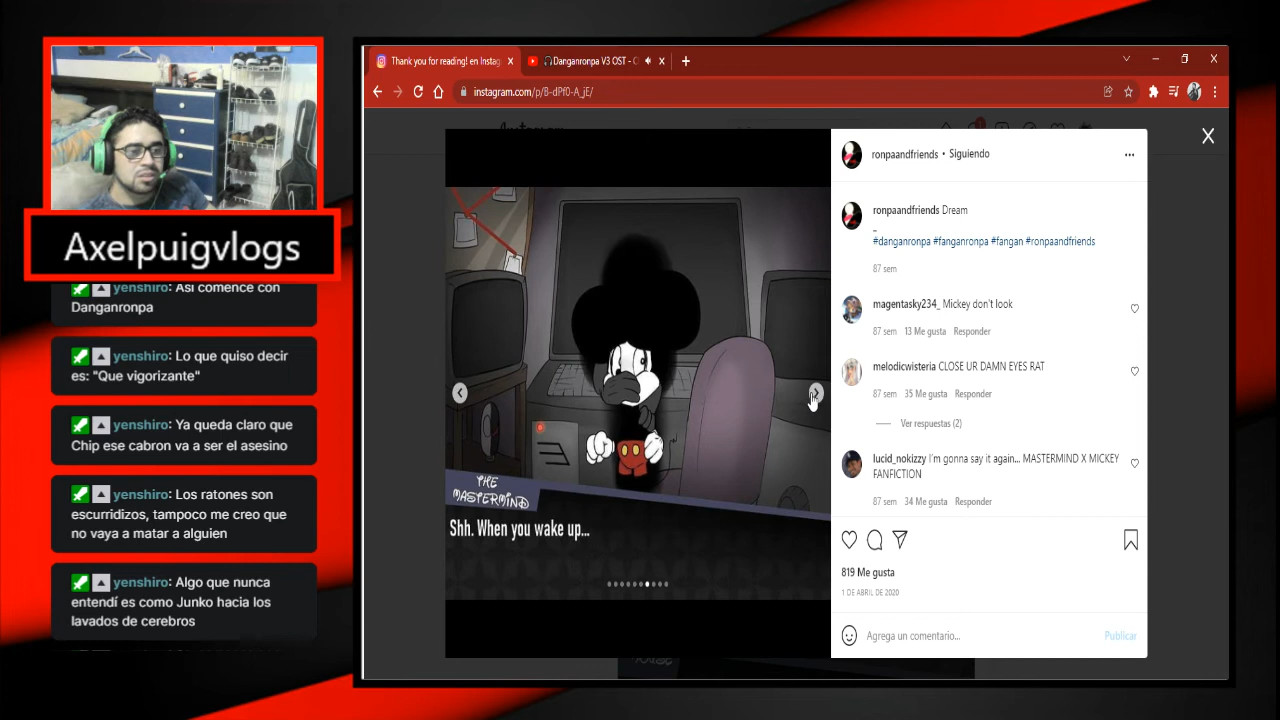 Axelpuigvlogs
yenshiro: Asi comence con
Danganronpa
yenshiro: Lo que quiso decir
es: "Que vigorizante"
yenshiro: Ya queda claro que
Chip ese cabron va a ser el asesino
yenshiro: Los ratones son
escurridizos, tampoco me creo que
no vaya a matar a alguien
yenshiro: Algo que nunca
entendí es como Junko hacia los
lavados de cerebros
Thank you for reading! en Instag
Danganronpa V3 OST - C
instagram.com/p/B-dPf0-A_jE/
THE
MASTERMIND
Shh. When you wake up...
ronpaandfriends • Siguiendo
ronpaandfriends Dream
_
#danganronpa #fanganronpa #fangan #ronpaandfriends
87 sem
magentasky234_ Mickey don't look
87 sem 13 Me gusta Responder
melodicwisteria CLOSE UR DAMN EYES RAT
87 sem 35 Me gusta Responder
Ver respuestas (2)
lucid_nokizzy I'm gonna say it again... MASTERMIND X MICKEY
FANFICTION
87 sem 34 Me gusta Responder
819 Me gusta
1 DE ABRIL DE 2020
Agrega un comentario...
Publicar